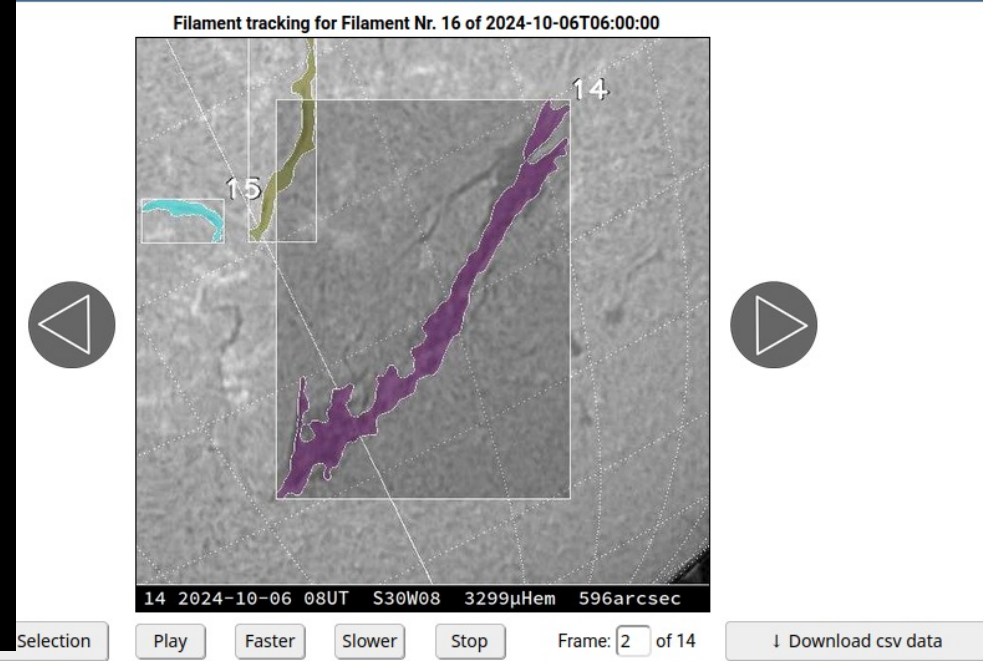 Filament tracking for Filament Nr. 16 of 2024-10-06T06:00:00
14
15
14 2024-10-06 08UT S30W08 3299µHem 596arcsec
Selection Play Faster Slower Stop Frame: 2 of 14 ↓ Download csv data